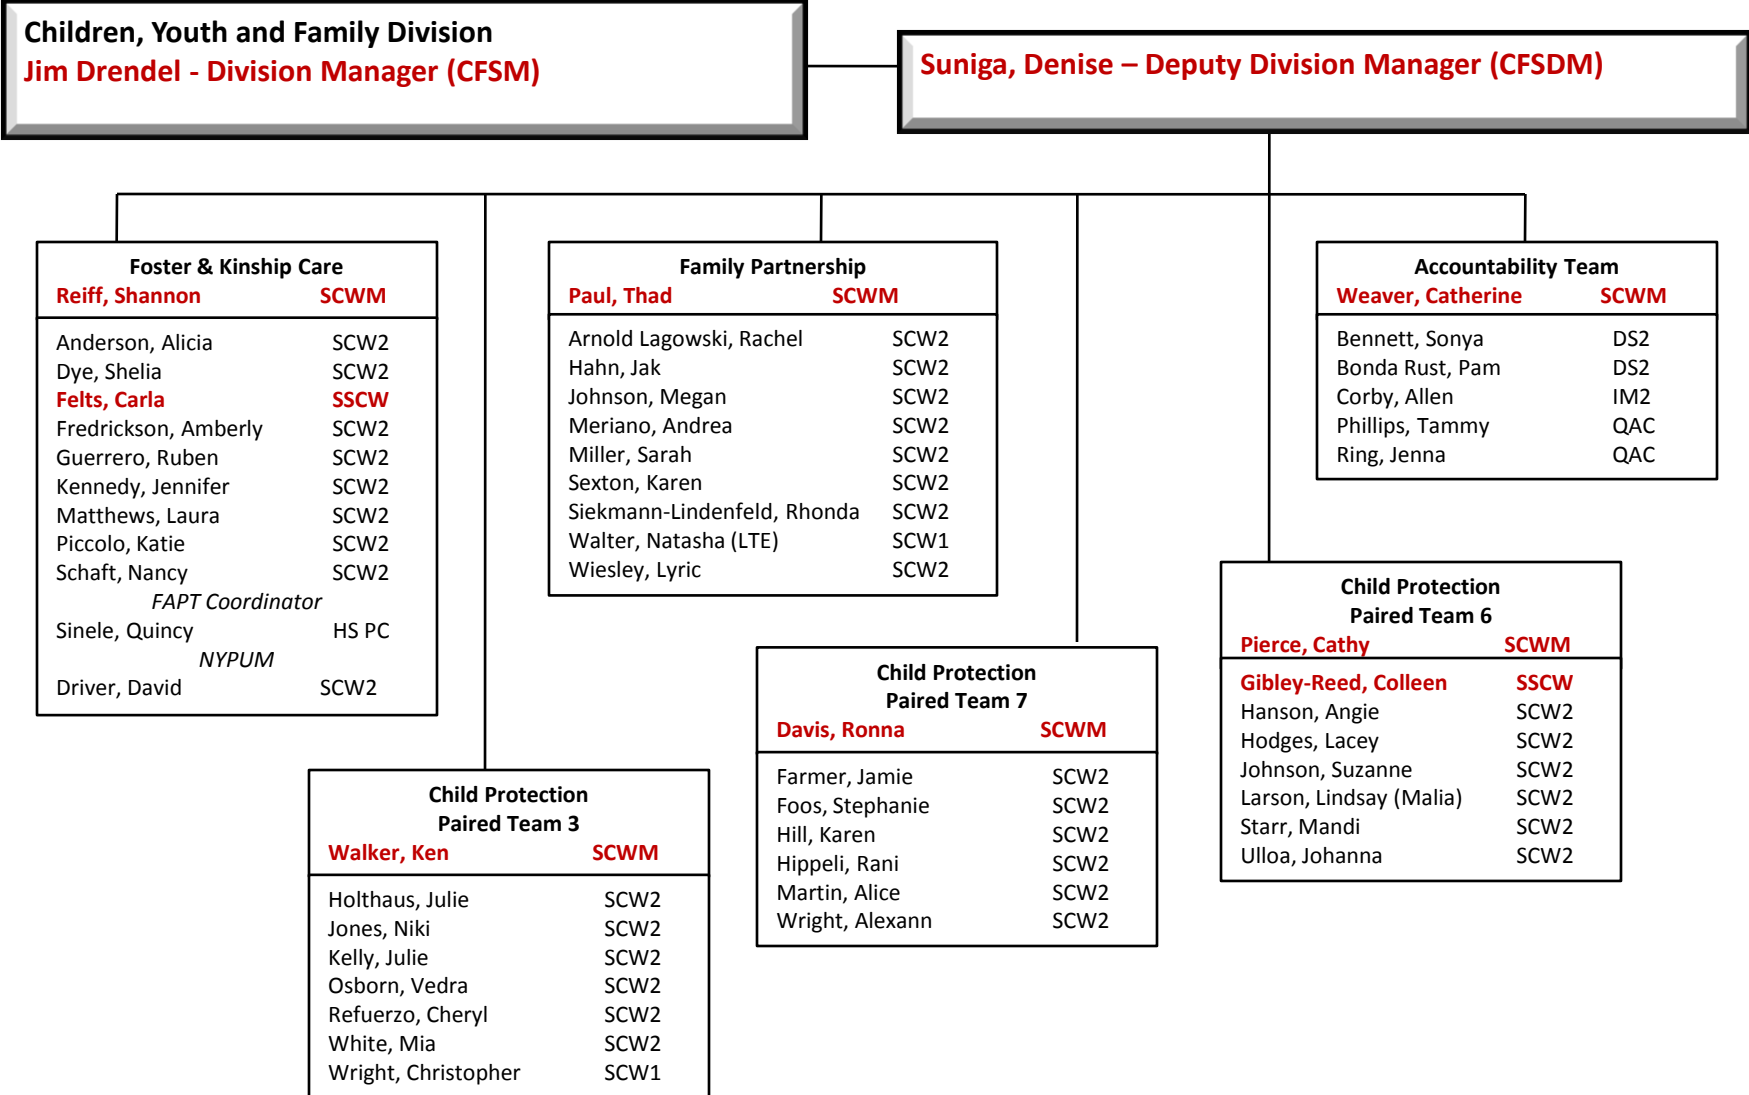 Children, Youth and Family Division
Jim Drendel - Division Manager (CFSM)
Suniga, Denise – Deputy Division Manager (CFSDM)
Foster & Kinship Care
Reiff, Shannon SCWM
Anderson, Alicia SCW2
Dye, Shelia SCW2
Felts, Carla SSCW
Fredrickson, Amberly SCW2
Guerrero, Ruben SCW2
Kennedy, Jennifer SCW2
Matthews, Laura SCW2
Piccolo, Katie SCW2
Schaft, Nancy SCW2
FAPT Coordinator
Sinele, Quincy HS PC
NYPUM
Driver, David SCW2
Family Partnership
Paul, Thad SCWM
Arnold Lagowski, Rachel SCW2
Hahn, Jak SCW2
Johnson, Megan SCW2
Meriano, Andrea SCW2
Miller, Sarah SCW2
Sexton, Karen SCW2
Siekmann-Lindenfeld, Rhonda SCW2
Walter, Natasha (LTE) SCW1
Wiesley, Lyric SCW2
Accountability Team
Weaver, Catherine SCWM
Bennett, Sonya DS2
Bonda Rust, Pam DS2
Corby, Allen IM2
Phillips, Tammy QAC
Ring, Jenna QAC
Child Protection
Paired Team 6
Pierce, Cathy SCWM
Gibley-Reed, Colleen SSCW
Hanson, Angie SCW2
Hodges, Lacey SCW2
Johnson, Suzanne SCW2
Larson, Lindsay (Malia) SCW2
Starr, Mandi SCW2
Ulloa, Johanna SCW2
Child Protection
Paired Team 7
Davis, Ronna SCWM
Farmer, Jamie SCW2
Foos, Stephanie SCW2
Hill, Karen SCW2
Hippeli, Rani SCW2
Martin, Alice SCW2
Wright, Alexann SCW2
Child Protection
Paired Team 3
Walker, Ken SCWM
Holthaus, Julie SCW2
Jones, Niki SCW2
Kelly, Julie SCW2
Osborn, Vedra SCW2
Refuerzo, Cheryl SCW2
White, Mia SCW2
Wright, Christopher SCW1